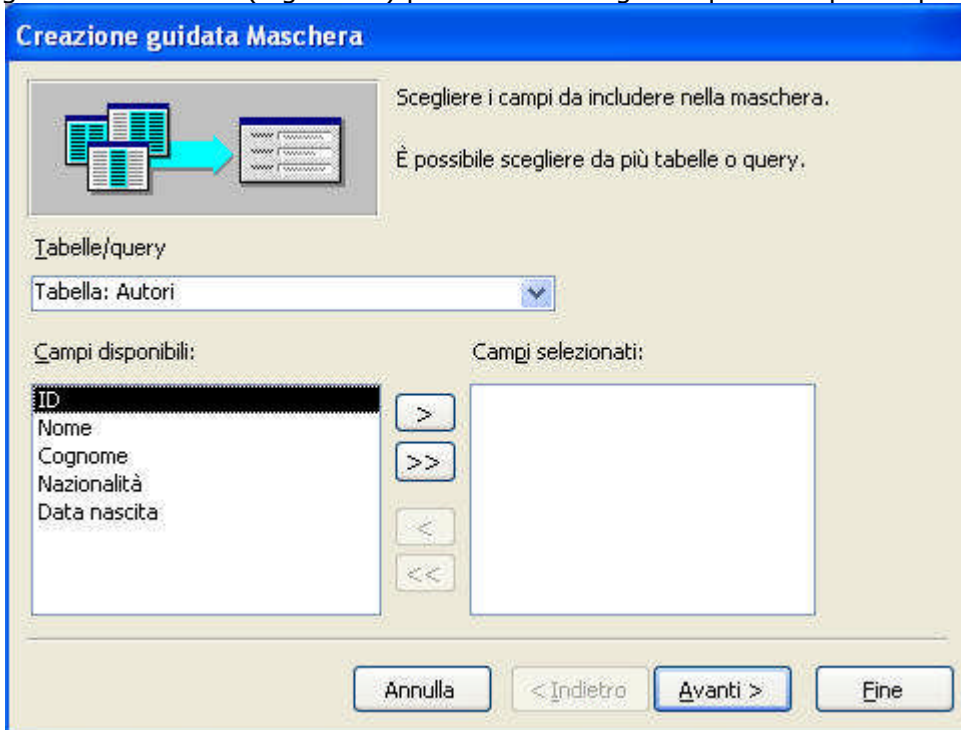 Creazione guidata Maschera
Scegliere i campi da includere nella maschera.
È possibile scegliere da più tabelle o query.
Tabelle/query
Tabella: Autori
Campi disponibili:
Campi selezionati:
ID
Nome
Cognome
Nazionalità
Data nascita
>
>>
<
<<
Annulla
< Indietro
Avanti >
Fine